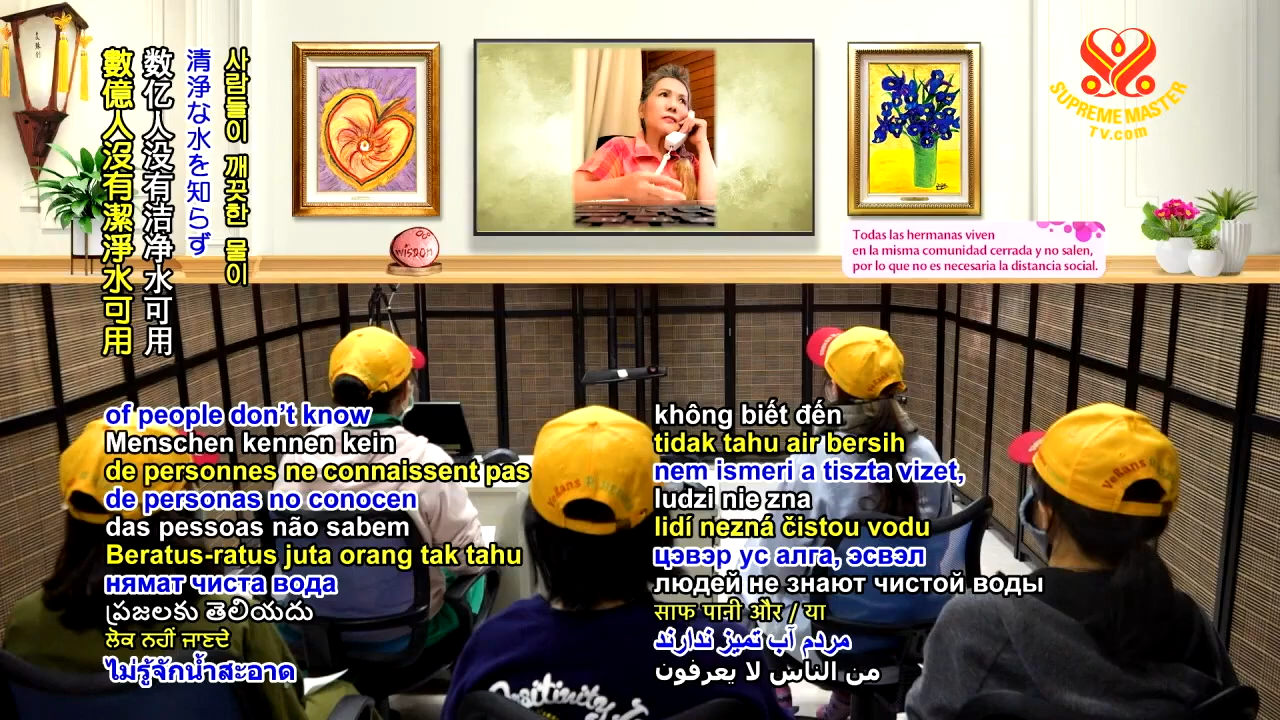 數億人沒有潔淨水可用
数亿人没有洁净水可用
清浄な水を知らず
사람들이 깨끗한 물이
SUPREME MASTER
TV.com
wisdom
Todas las hermanas viven
en la misma comunidad cerrada y no salen,
por lo que no es necesaria la distancia social.
of people don't know
Menschen kennen kein
de personnes ne connaissent pas
de personas no conocen
das pessoas não sabem
Beratus-ratus juta orang tak tahu
нямат чиста вода
ప్రజలకు తెలియదు
ਲੋਕ ਨਹੀਂ ਜਾਣਦੇ
ไม่รู้จักน้ำสะอาด
không biết đến
tidak tahu air bersih
nem ismeri a tiszta vizet,
ludzi nie zna
lidí nezná čistou vodu
цэвэр ус алга, эсвэл
людей не знают чистой воды
साफ पानी और / या
مردم آب تمیز ندارند
من الناس لا يعرفون